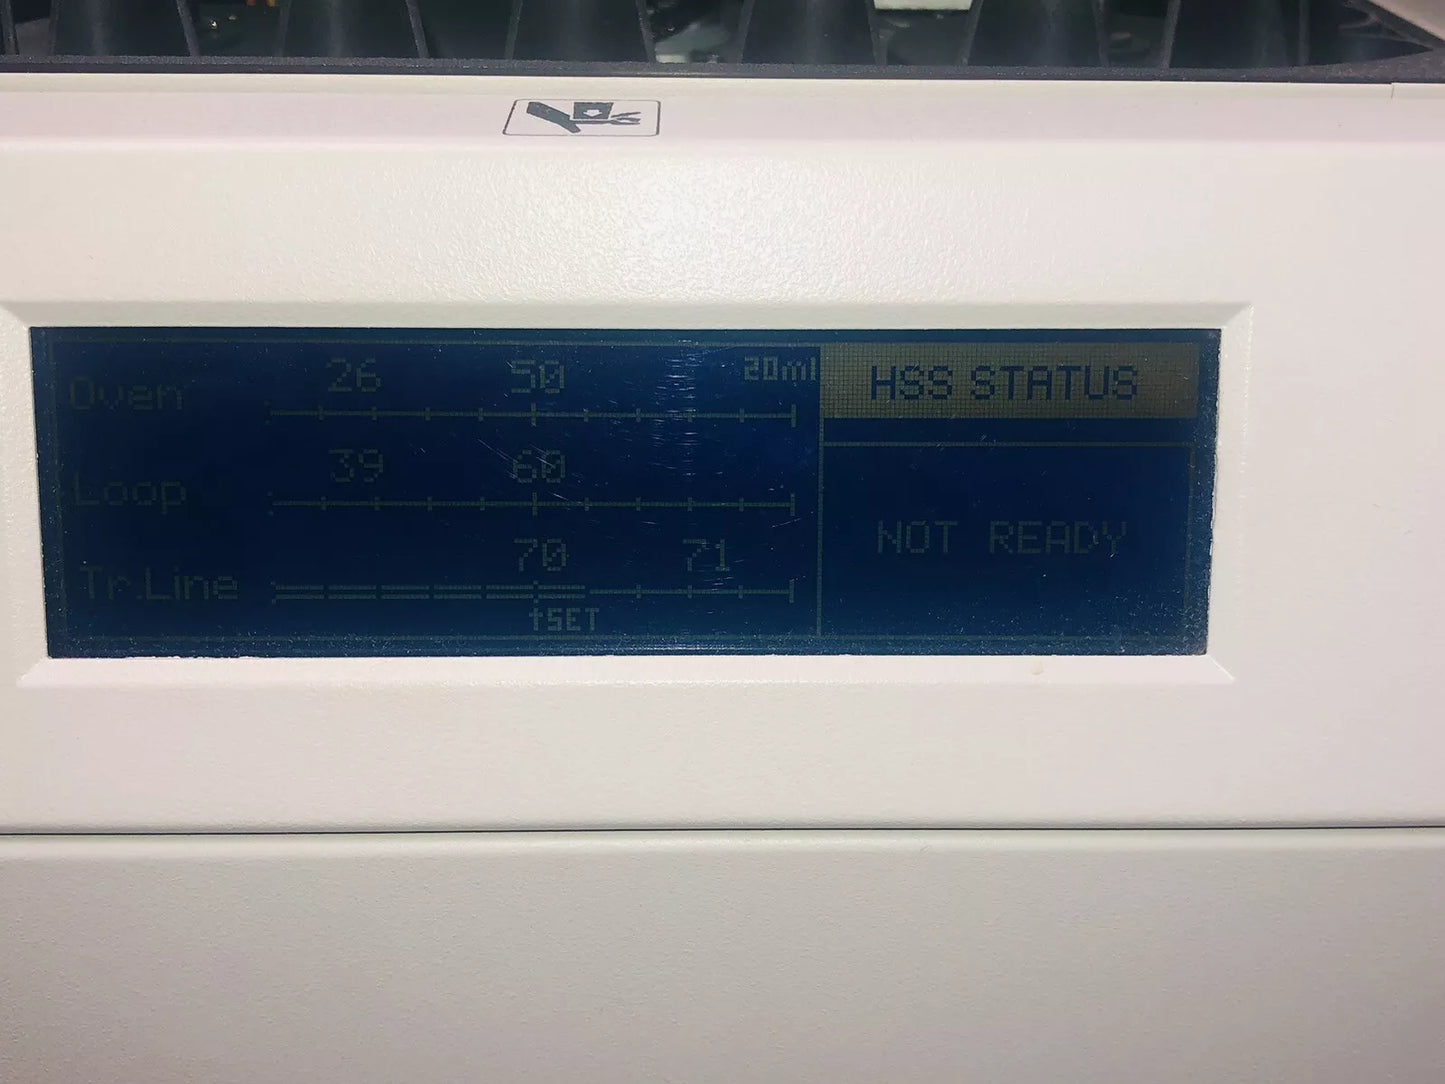 Oven 26 50 20ml
Loop 39 60
Tr.Line 70 71
↑SET
HSS STATUS
NOT READY